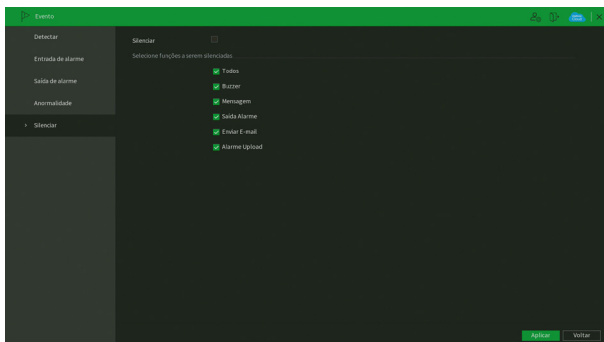 Evento
Detectar
Entrada de alarme
Saída de alarme
Anormalidade
Silenciar
Silenciar
Selecione funções a serem silenciadas
Todos
Buzzer
Mensagem
Saída Alarme
Enviar E-mail
Alarme Upload
Aplicar
Voltar